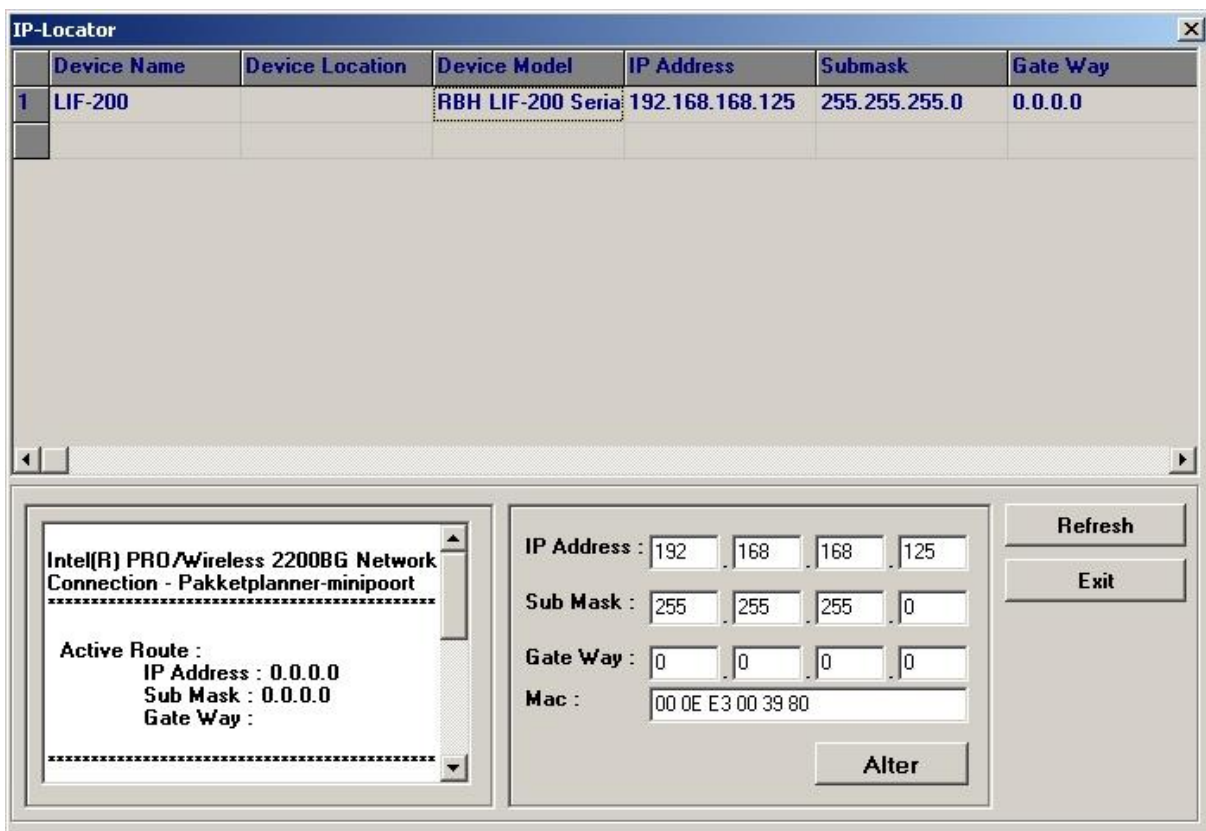 IP-Locator
Device Name Device Location Device Model IP Address Submask Gate Way
1 LIF-200 RBH LIF-200 Seria 192.168.168.125 255.255.255.0 0.0.0.0
Intel(R) PRO/Wireless 2200BG Network
Connection - Pakketplanner-minipoort
*********************************************
Active Route :
IP Address : 0.0.0.0
Sub Mask : 0.0.0.0
Gate Way :
*********************************************
IP Address : 192 . 168 . 168 . 125
Sub Mask : 255 . 255 . 255 . 0
Gate Way : 0 . 0 . 0 . 0
Mac : 00 0E E3 00 39 80
Alter
Refresh
Exit